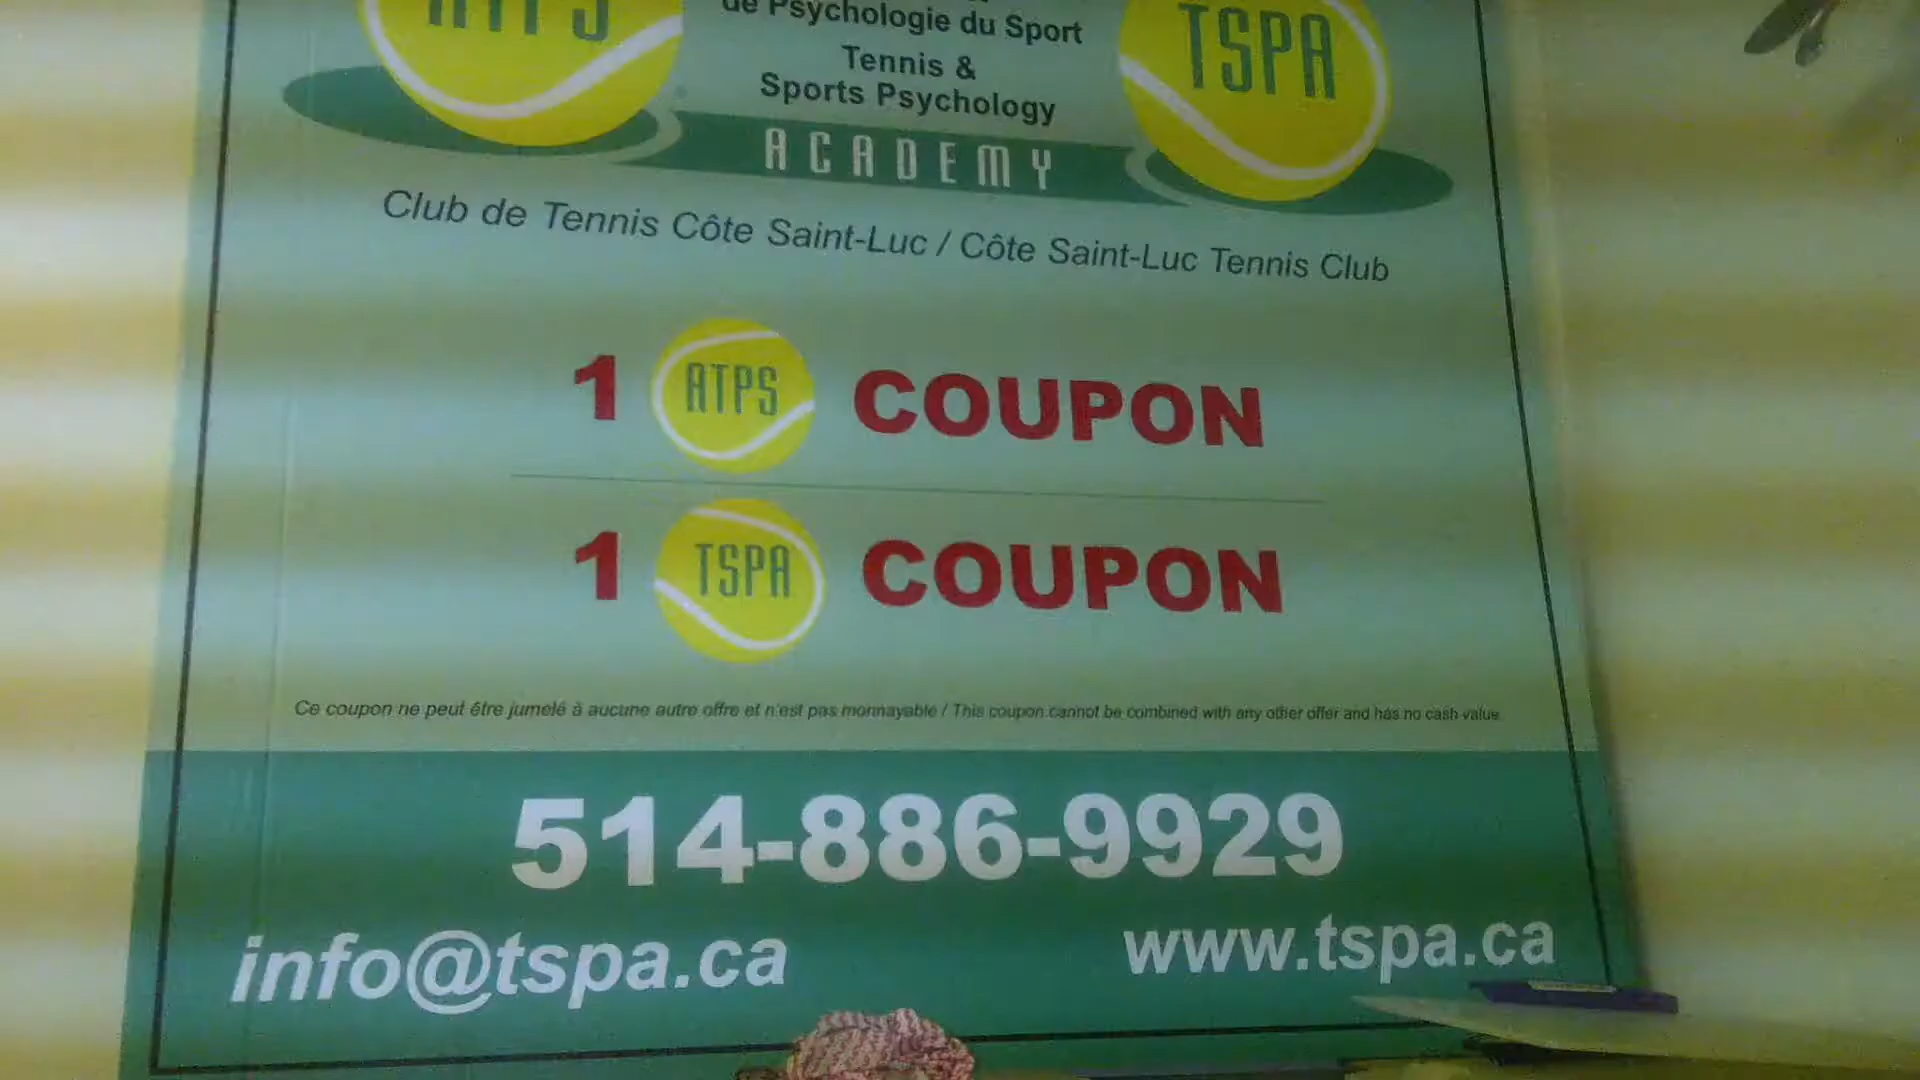 ATPS
de Psychologie du Sport
TSPA
Tennis &
Sports Psychology
ACADEMY
Club de Tennis Côte Saint-Luc / Côte Saint-Luc Tennis Club
1 ATPS COUPON
1 TSPA COUPON
Ce coupon ne peut être jumelé à aucune autre offre et n'est pas monnayable / This coupon cannot be combined with any other offer and has no cash value
514-886-9929
info@tspa.ca
www.tspa.ca